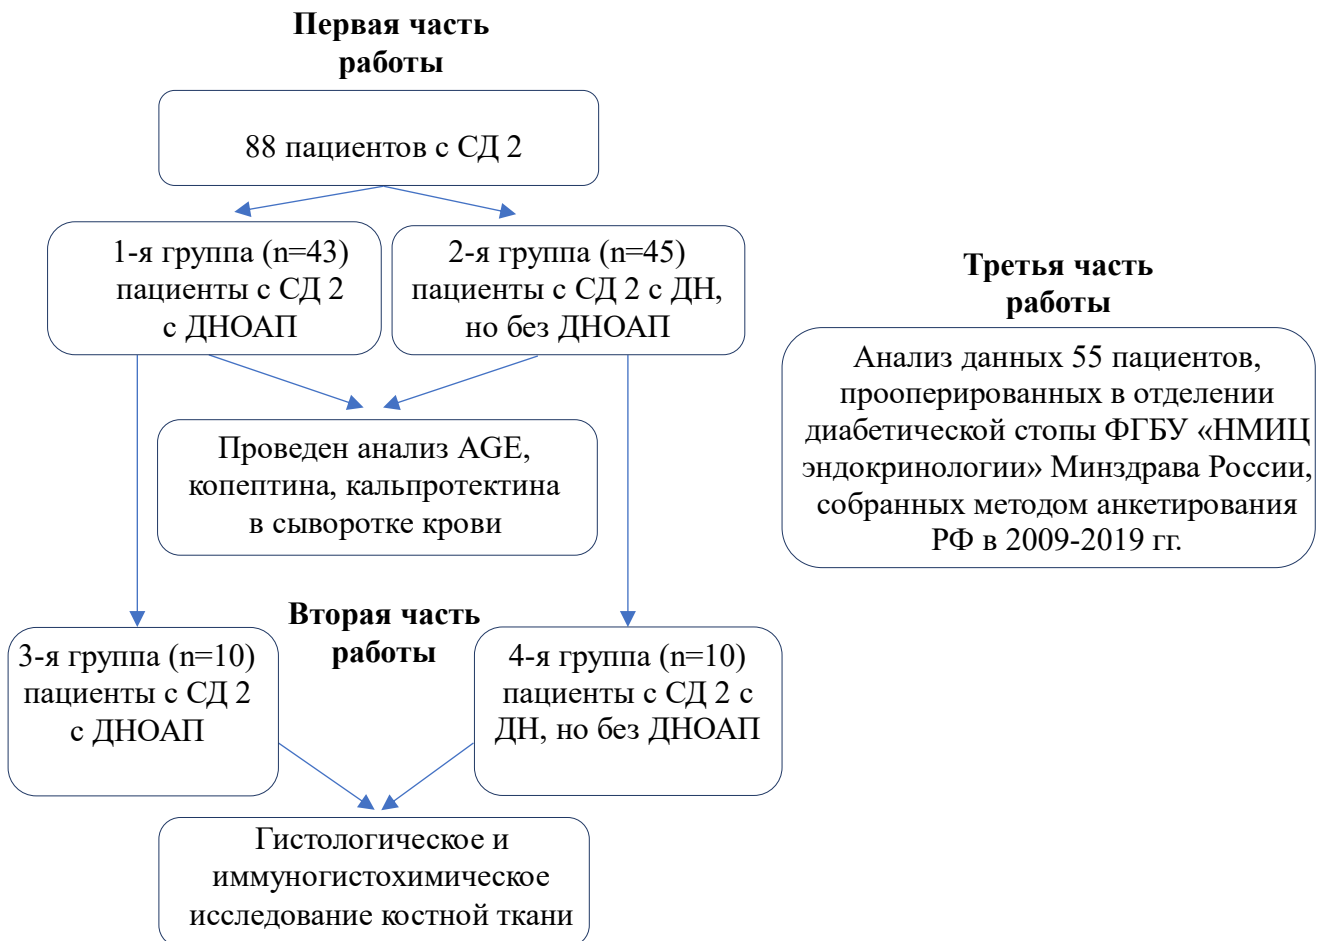 Первая часть
работы
88 пациентов с СД 2
1-я группа (n=43)
пациенты с СД 2
с ДНОАП
2-я группа (n=45)
пациенты с СД 2 с ДН,
но без ДНОАП
Проведен анализ AGE,
копептина, кальпротектина
в сыворотке крови
Вторая часть
работы
3-я группа (n=10)
пациенты с СД 2
с ДНОАП
4-я группа (n=10)
пациенты с СД 2 с
ДН, но без ДНОАП
Гистологическое и
иммуногистохимическое
исследование костной ткани
Третья часть
работы
Анализ данных 55 пациентов,
прооперированных в отделении
диабетической стопы ФГБУ «НМИЦ
эндокринологии» Минздрава России,
собранных методом анкетирования
РФ в 2009-2019 гг.